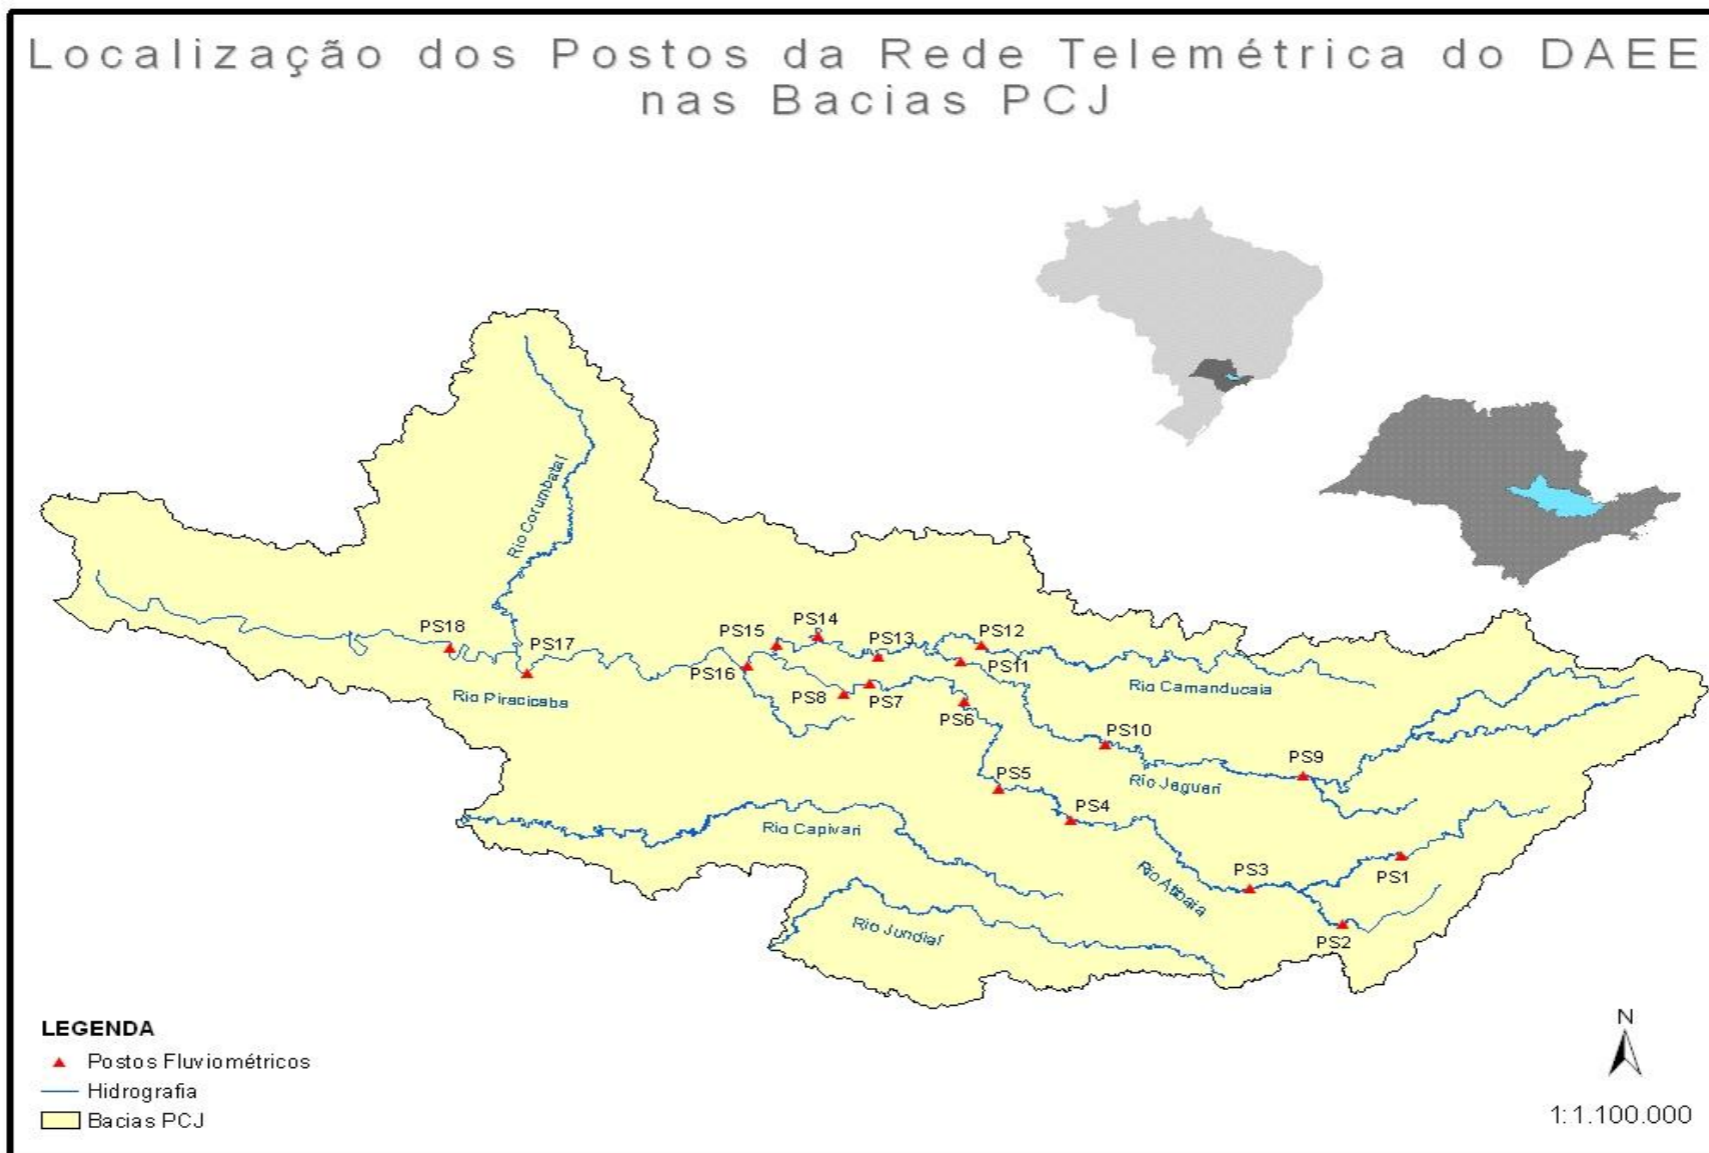 Localização dos Postos da Rede Telemétrica do DAEE
nas Bacias PCJ
Rio Corumbataí
PS18
PS17
PS15
PS14
PS13
PS12
PS16
PS11
Rio Piracicaba
PS8
PS7
PS6
Rio Camanducaia
PS10
PS9
PS5
Rio Jaguari
PS4
Rio Capivari
PS3
Rio Atibaia
PS1
Rio Jundiaí
PS2
LEGENDA
Postos Fluviométricos
Hidrografia
Bacias PCJ
N
1:1.100.000